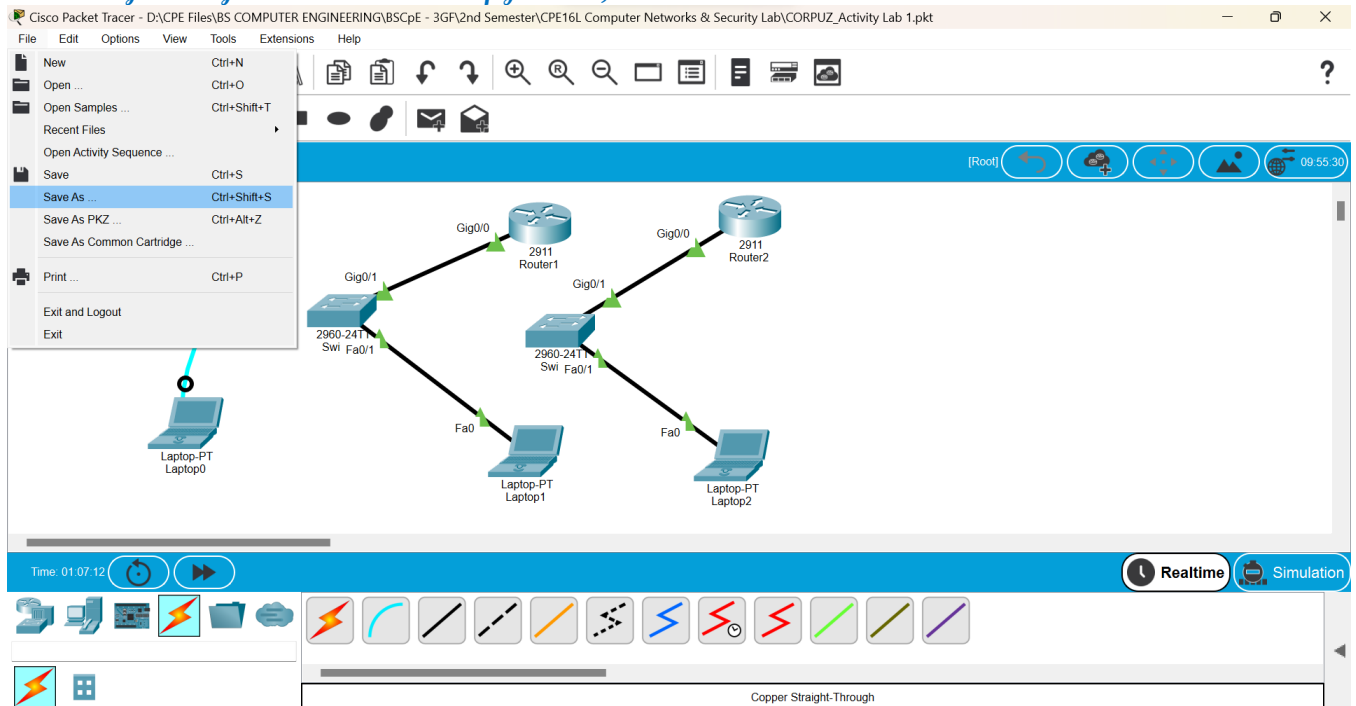 Cisco Packet Tracer - D:\CPE Files\BS COMPUTER ENGINEERING\BSCpE - 3GF\2nd Semester\CPE16L Computer Networks & Security Lab\CORPUZ_Activity Lab 1.pkt
File Edit Options View Tools Extensions Help
New Ctrl+N
Open ... Ctrl+O
Open Samples ... Ctrl+Shift+T
Recent Files
Open Activity Sequence ...
Save Ctrl+S
Save As ... Ctrl+Shift+S
Save As PKZ ... Ctrl+Alt+Z
Save As Common Cartridge ...
Print ... Ctrl+P
Exit and Logout
Exit
?
[Root] 09:55:30
Gig0/0
2911
Router1
Gig0/1
2960-24TT
Swi Fa0/1
Fa0
Laptop-PT
Laptop1
Gig0/0
2911
Router2
Gig0/1
2960-24TT
Swi Fa0/1
Fa0
Laptop-PT
Laptop2
Laptop-PT
Laptop0
Time: 01:07:12
Realtime
Simulation
Copper Straight-Through